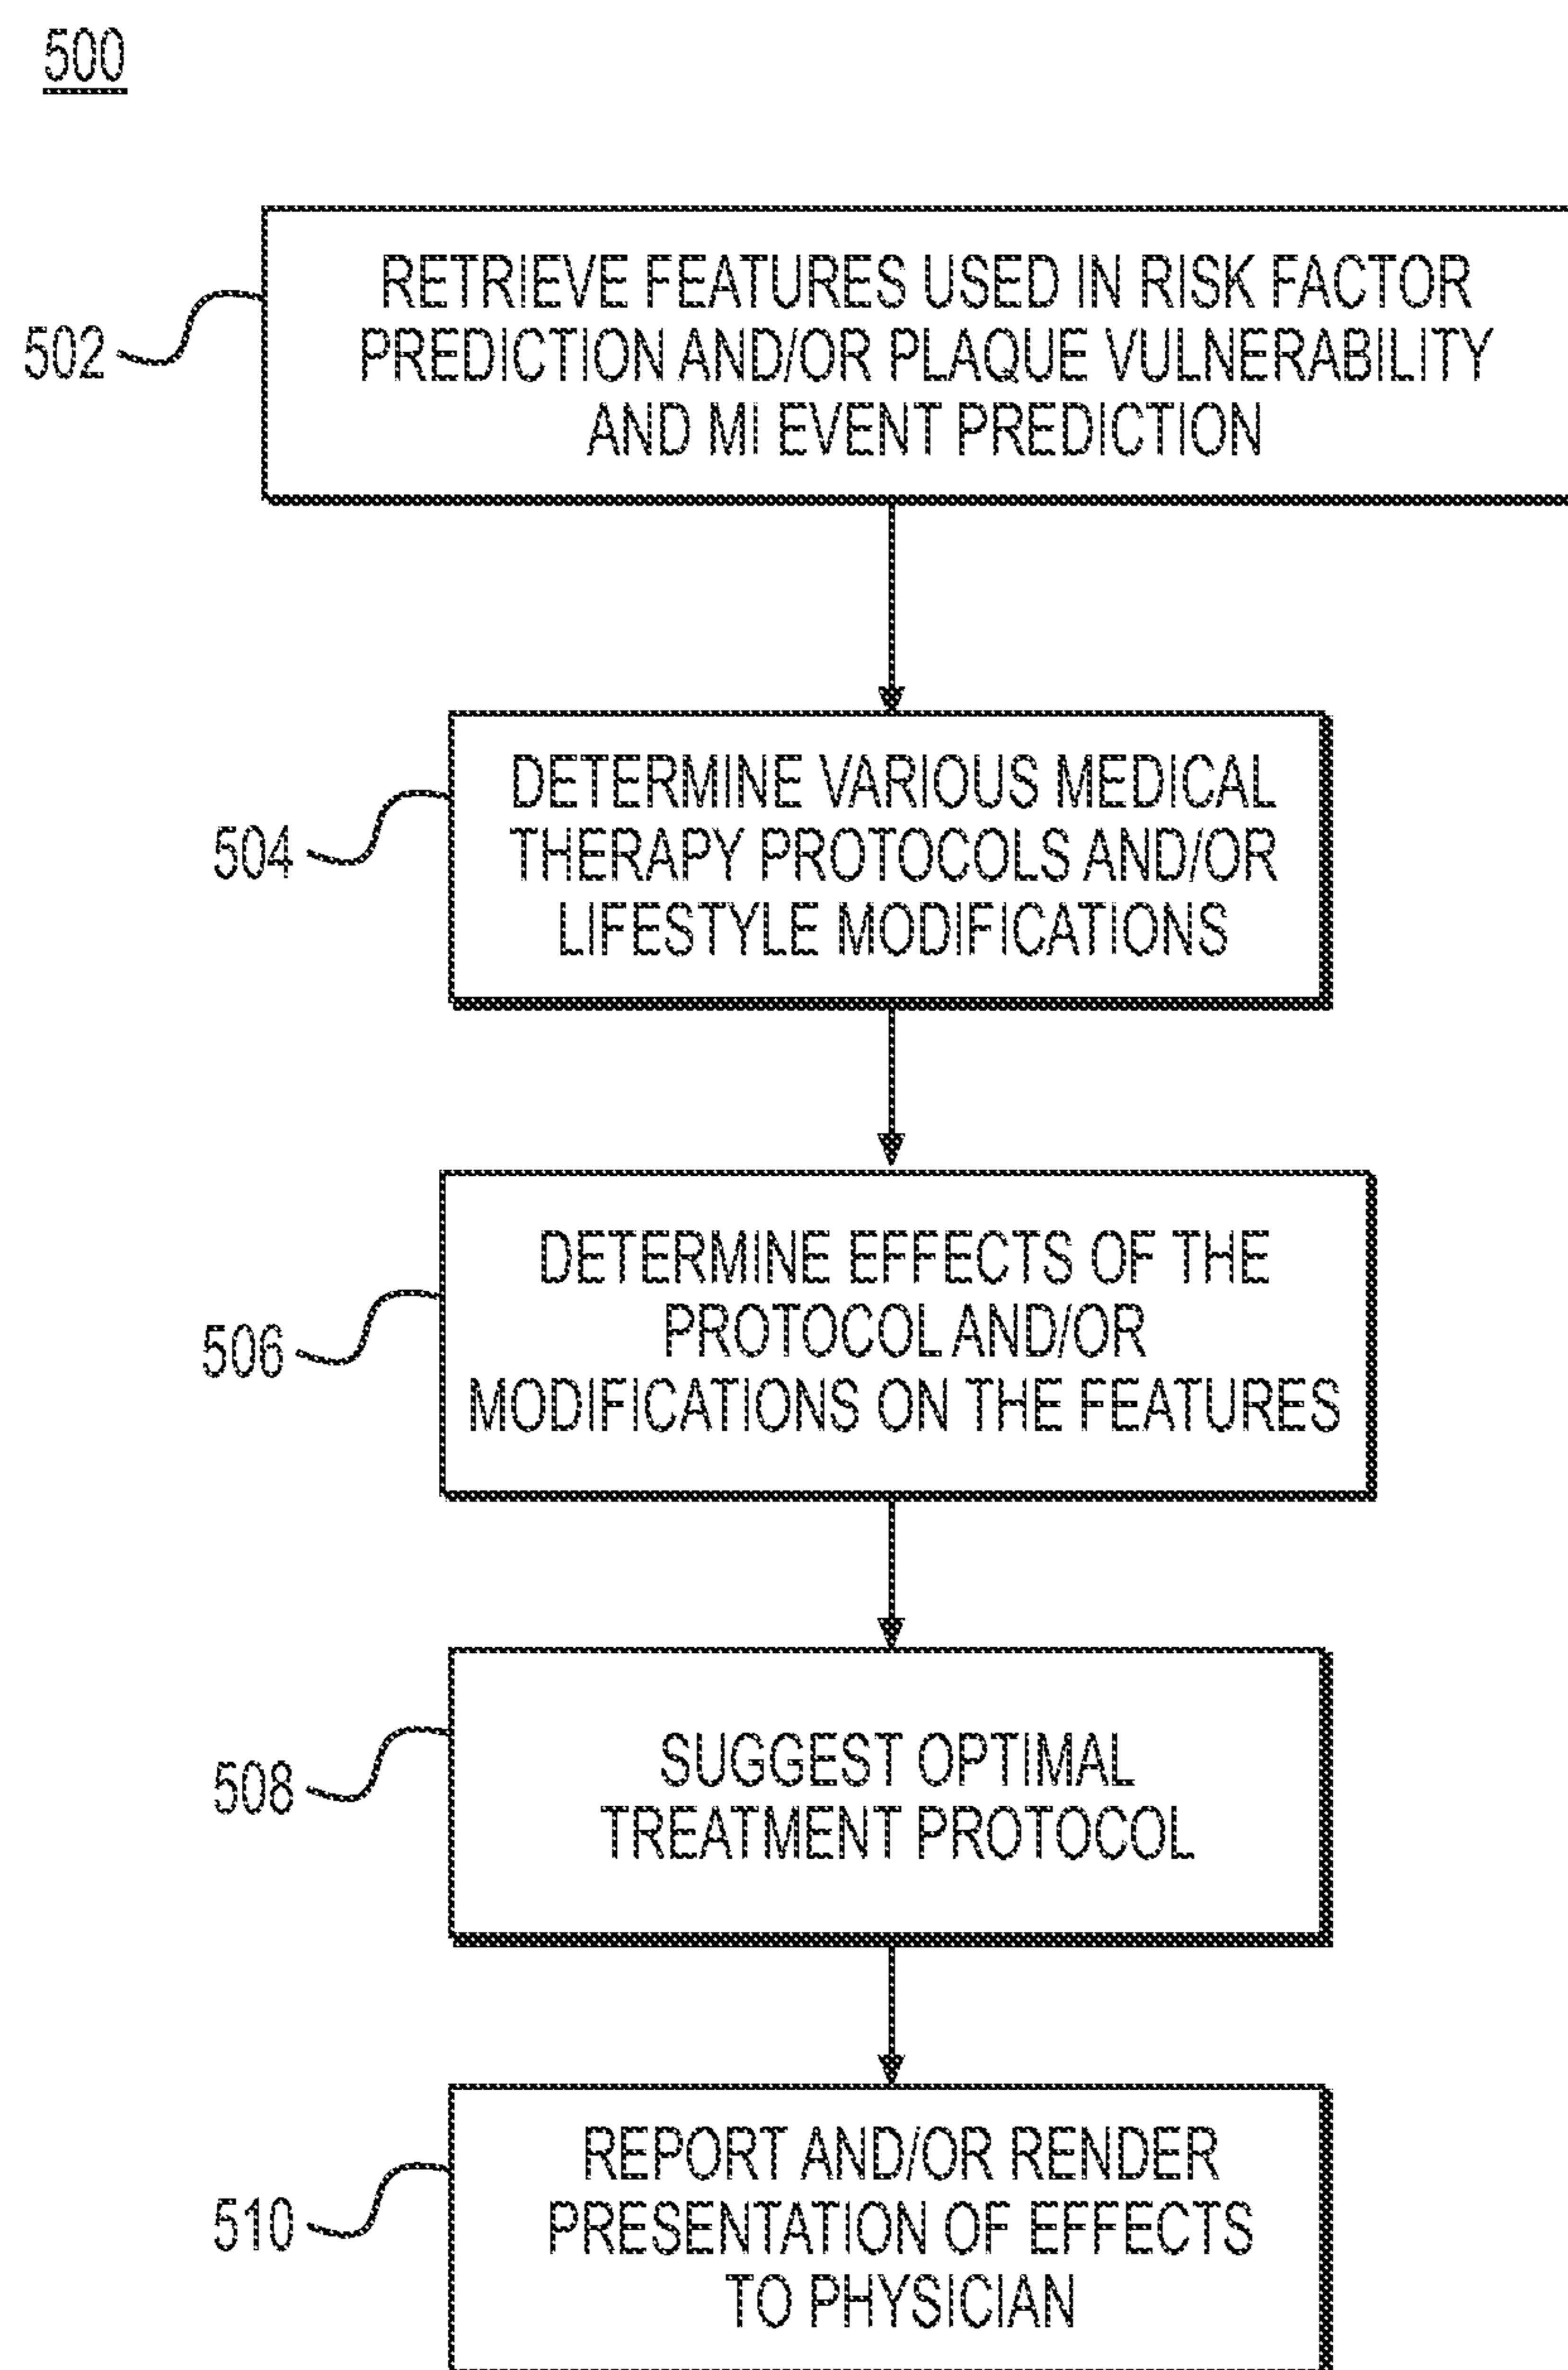 500
502
RETRIEVE FEATURES USED IN RISK FACTOR
PREDICTION AND/OR PLAQUE VULNERABILITY
AND MI EVENT PREDICTION
504
DETERMINE VARIOUS MEDICAL
THERAPY PROTOCOLS AND/OR
LIFESTYLE MODIFICATIONS
506
DETERMINE EFFECTS OF THE
PROTOCOL AND/OR
MODIFICATIONS ON THE FEATURES
508
SUGGEST OPTIMAL
TREATMENT PROTOCOL
510
REPORT AND/OR RENDER
PRESENTATION OF EFFECTS
TO PHYSICIAN